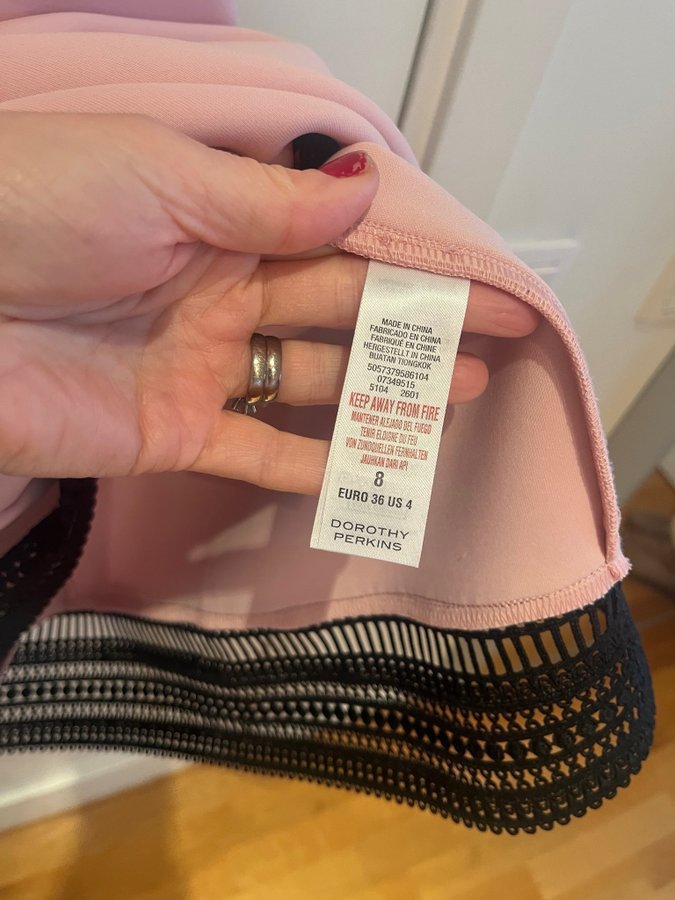 MADE IN CHINA
FABRICADO EN CHINA
FABRIQUÉ EN CHINE
HERGESTELLT IN CHINA
BUATAN TIONGKOK
5057379586104
07349515
5104 2601
KEEP AWAY FROM FIRE
MANTENER ALEJADO DEL FUEGO
TENIR ELOIGNE DU FEU
VON ZUNDQUELLEN FERNHALTEN
JAUHKAN DARI API
8
EURO 36 US 4
DOROTHY
PERKINS